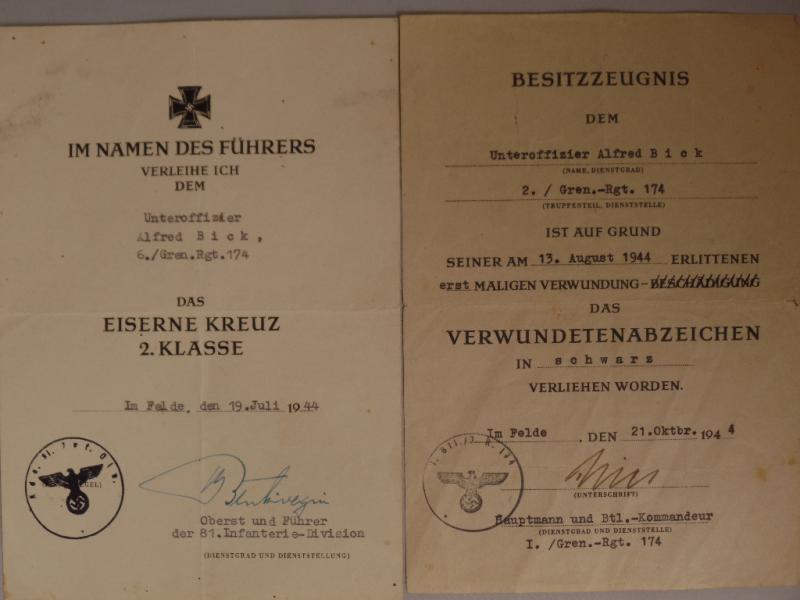 IM NAMEN DES FÜHRERS
VERLEIHE ICH
DEM
Unteroffizier
Alfred B i c k ,
6./Gren.Rgt.174
DAS
EISERNE KREUZ
2. KLASSE
Im Felde, den 19.Juli 1944
Oberst und Führer
der 81.Infanterie-Division
(DIENSTGRAD UND DIENSTSTELLUNG)
BESITZZEUGNIS
DEM
Unteroffizier Alfred B i c k
(NAME, DIENSTGRAD)
2. / Gren.-Rgt. 174
(TRUPPENTEIL, DIENSTSTELLE)
IST AUF GRUND
SEINER AM 13. August 1944 ERLITTENEN
erst MALIGEN VERWUNDUNG – BESCHÄDIGUNG
DAS
VERWUNDETENABZEICHEN
IN s c h w a r z
VERLIEHEN WORDEN.
Im Felde , DEN 21.Oktbr. 194 4
(UNTERSCHRIFT)
Hauptmann und Btl.-Kommandeur
(DIENSTGRAD UND DIENSTSTELLE)
I. /Gren.-Rgt. 174